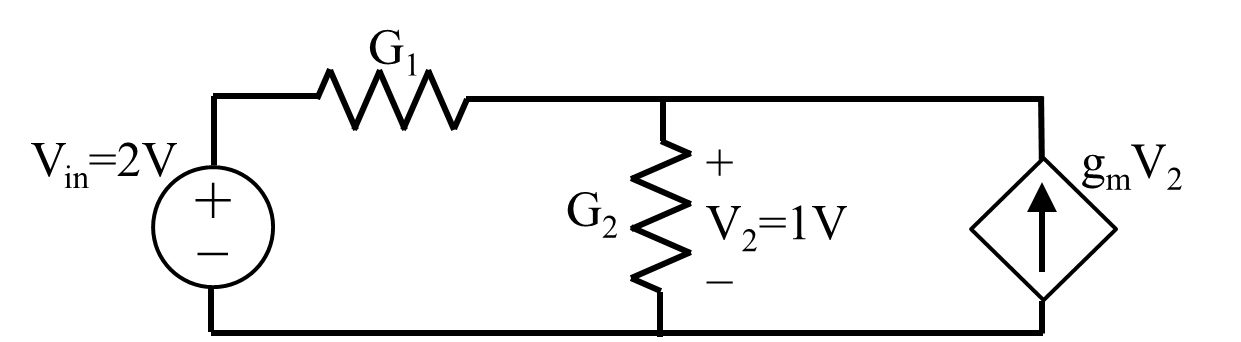 G₁
Vᵢₙ=2V
+
−
G₂
+
V₂=1V
−
gₘV₂